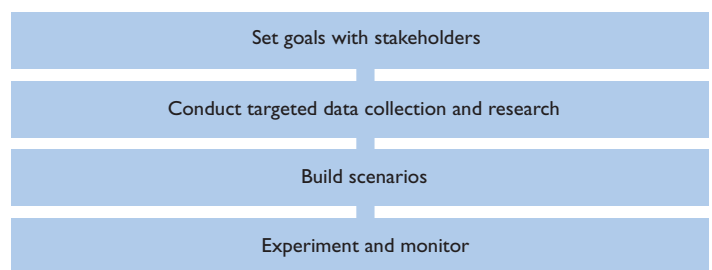 Set goals with stakeholders
Conduct targeted data collection and research
Build scenarios
Experiment and monitor